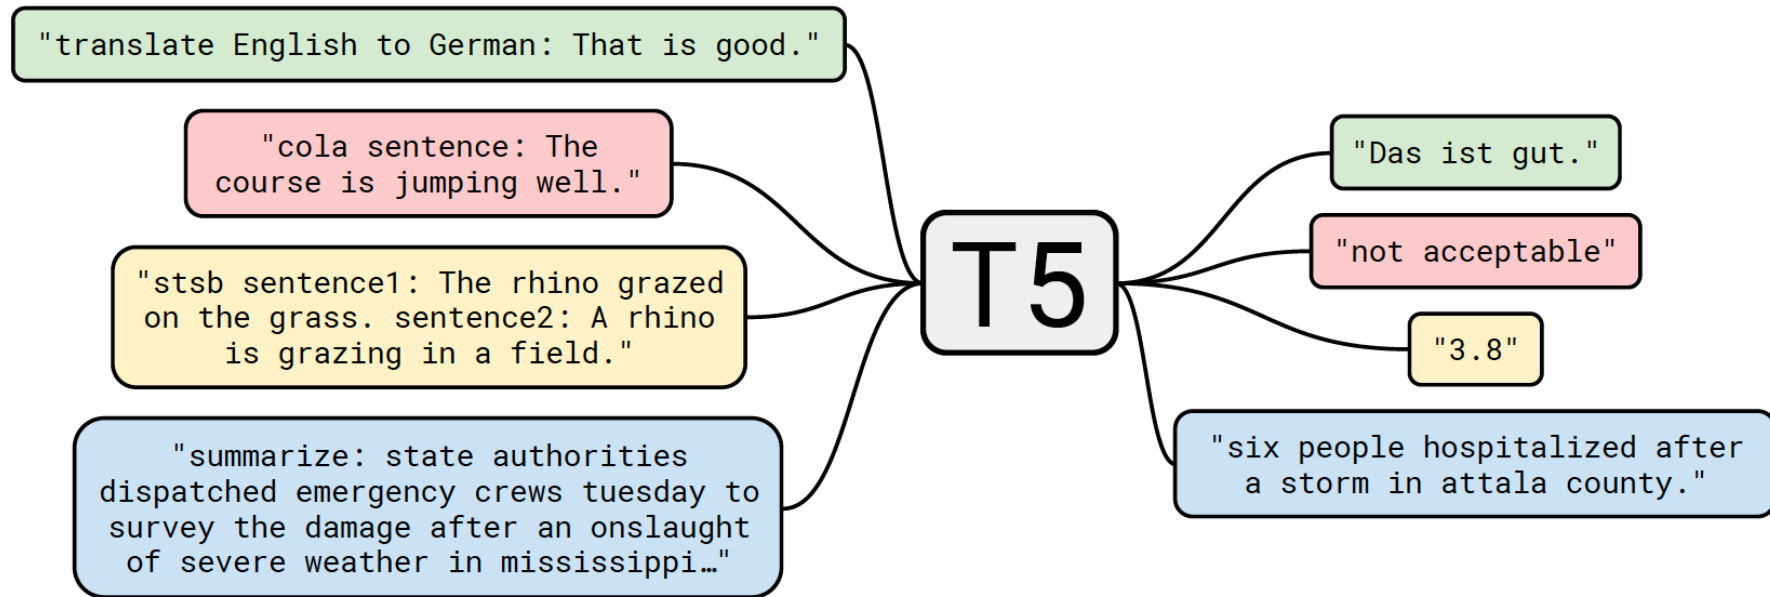 "translate English to German: That is good."
"cola sentence: The
course is jumping well."
"stsb sentence1: The rhino grazed
on the grass. sentence2: A rhino
is grazing in a field."
"summarize: state authorities
dispatched emergency crews tuesday to
survey the damage after an onslaught
of severe weather in mississippi…"
T5
"Das ist gut."
"not acceptable"
"3.8"
"six people hospitalized after
a storm in attala county."